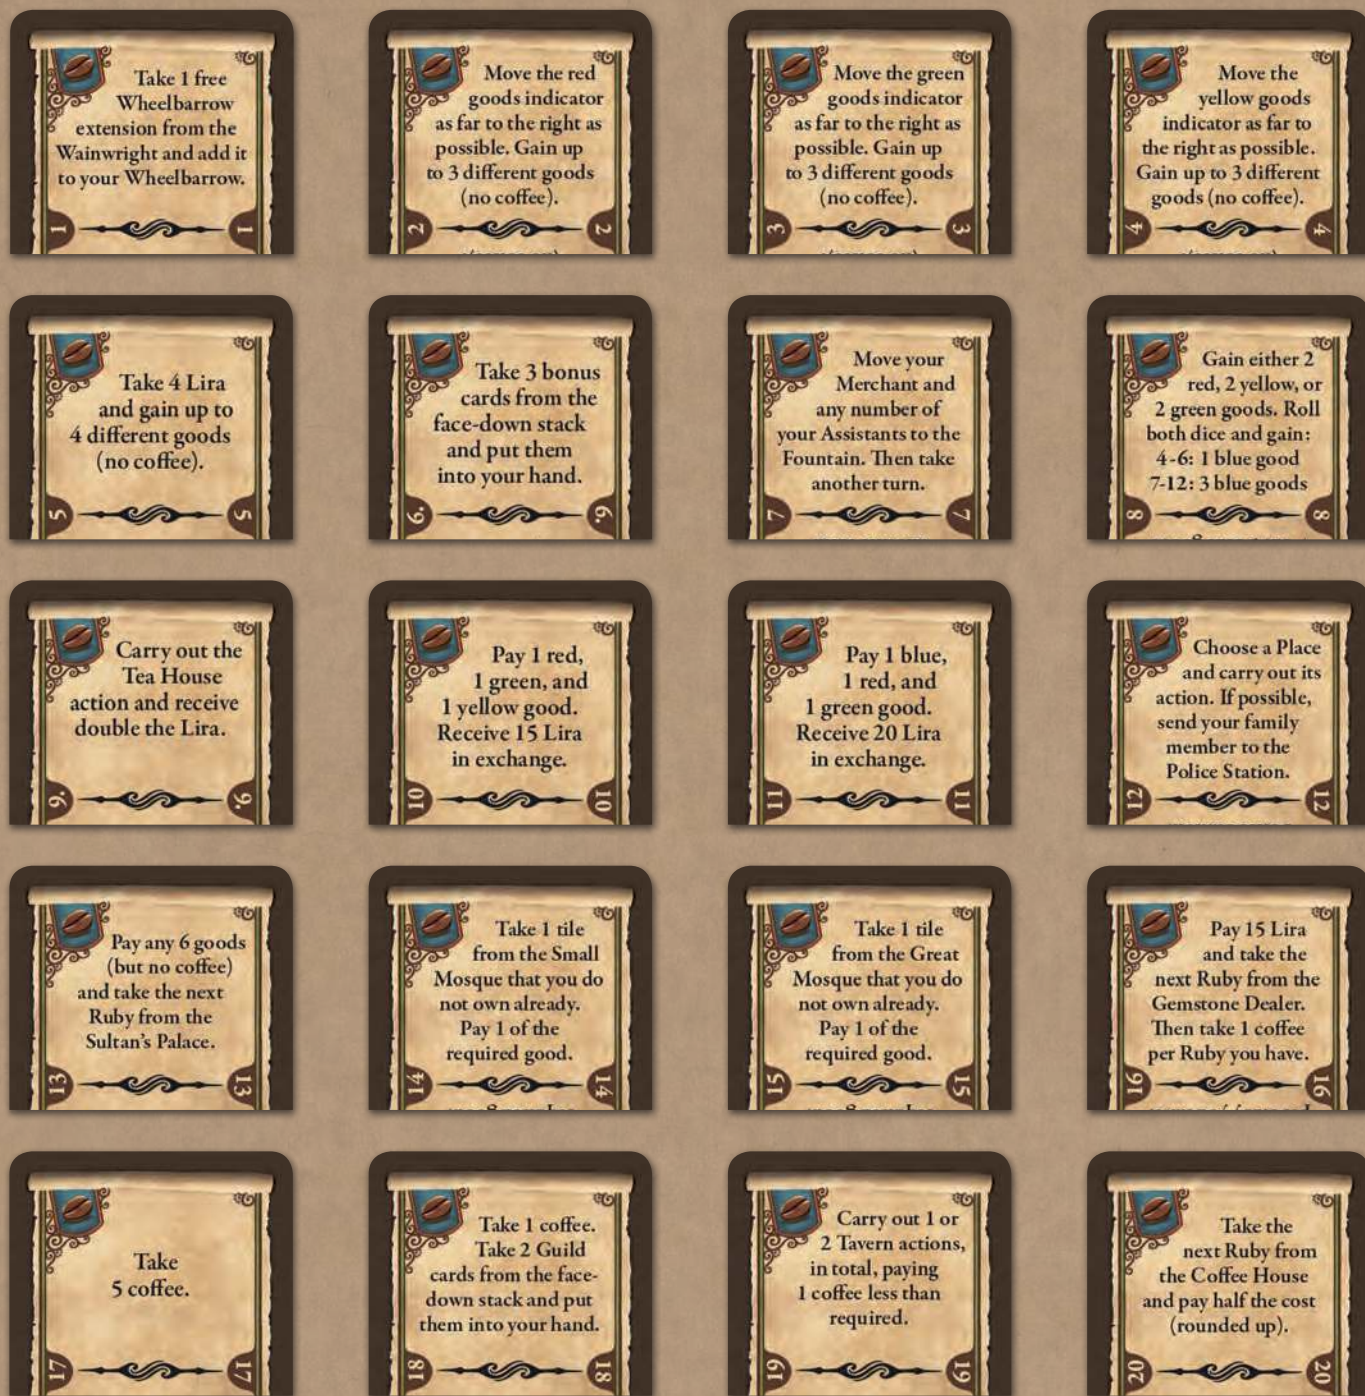 Take 1 free
Wheelbarrow
extension from the
Wainwright and add it
to your Wheelbarrow.
1
1
Move the red
goods indicator
as far to the right as
possible. Gain up
to 3 different goods
(no coffee).
2
2
Move the green
goods indicator
as far to the right as
possible. Gain up
to 3 different goods
(no coffee).
3
3
Move the
yellow goods
indicator as far to
the right as possible.
Gain up to 3 different
goods (no coffee).
4
4
Take 4 Lira
and gain up to
4 different goods
(no coffee).
5
5
Take 3 bonus
cards from the
face-down stack
and put them
into your hand.
6.
6.
Move your
Merchant and
any number of
your Assistants to the
Fountain. Then take
another turn.
7
7
Gain either 2
red, 2 yellow, or
2 green goods. Roll
both dice and gain:
4-6: 1 blue good
7-12: 3 blue goods
8
8
Carry out the
Tea House
action and receive
double the Lira.
9.
9.
Pay 1 red,
1 green, and
1 yellow good.
Receive 15 Lira
in exchange.
10
10
Pay 1 blue,
1 red, and
1 green good.
Receive 20 Lira
in exchange.
11
11
Choose a Place
and carry out its
action. If possible,
send your family
member to the
Police Station.
12
12
Pay any 6 goods
(but no coffee)
and take the next
Ruby from the
Sultan's Palace.
13
13
Take 1 tile
from the Small
Mosque that you do
not own already.
Pay 1 of the
required good.
14
14
Take 1 tile
from the Great
Mosque that you do
not own already.
Pay 1 of the
required good.
15
15
Pay 15 Lira
and take the
next Ruby from the
Gemstone Dealer.
Then take 1 coffee
per Ruby you have.
16
16
Take
5 coffee.
17
17
Take 1 coffee.
Take 2 Guild
cards from the face-
down stack and put
them into your hand.
18
18
Carry out 1 or
2 Tavern actions,
in total, paying
1 coffee less than
required.
19
19
Take the
next Ruby from
the Coffee House
and pay half the cost
(rounded up).
20
20